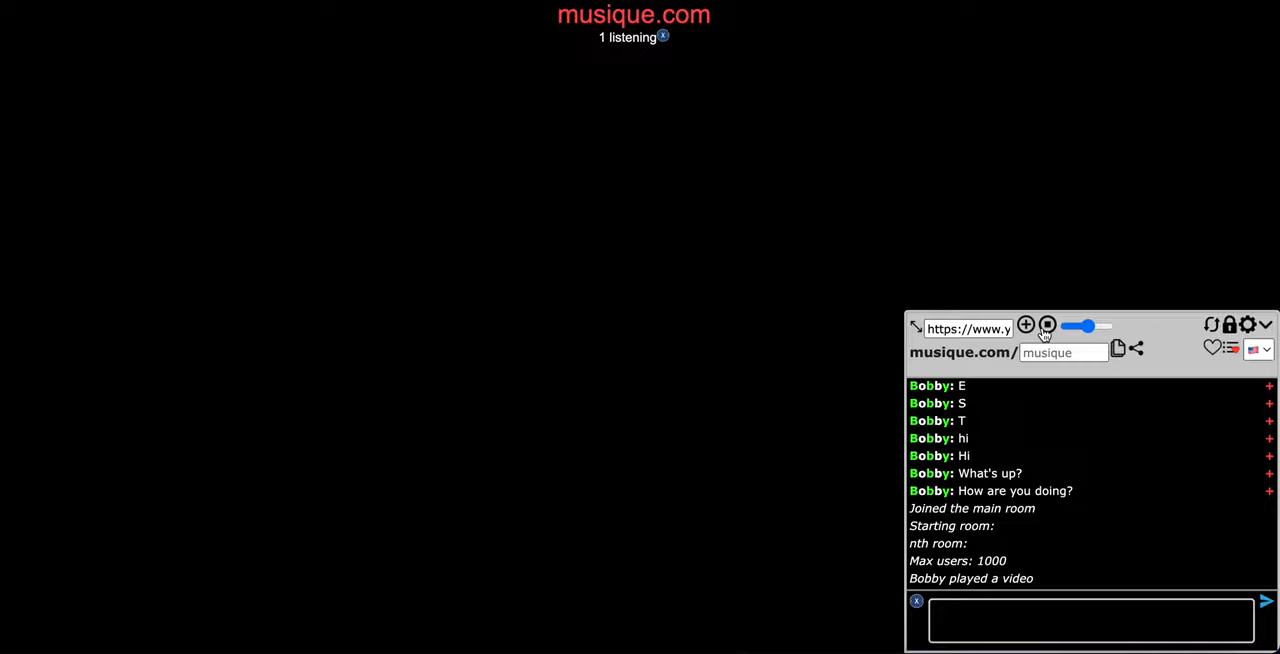 musique.com
1 listening
https://www.y
musique.com/ musique
Bobby: E +
Bobby: S +
Bobby: T +
Bobby: hi +
Bobby: Hi +
Bobby: What's up? +
Bobby: How are you doing? +
Joined the main room
Starting room:
nth room:
Max users: 1000
Bobby played a video